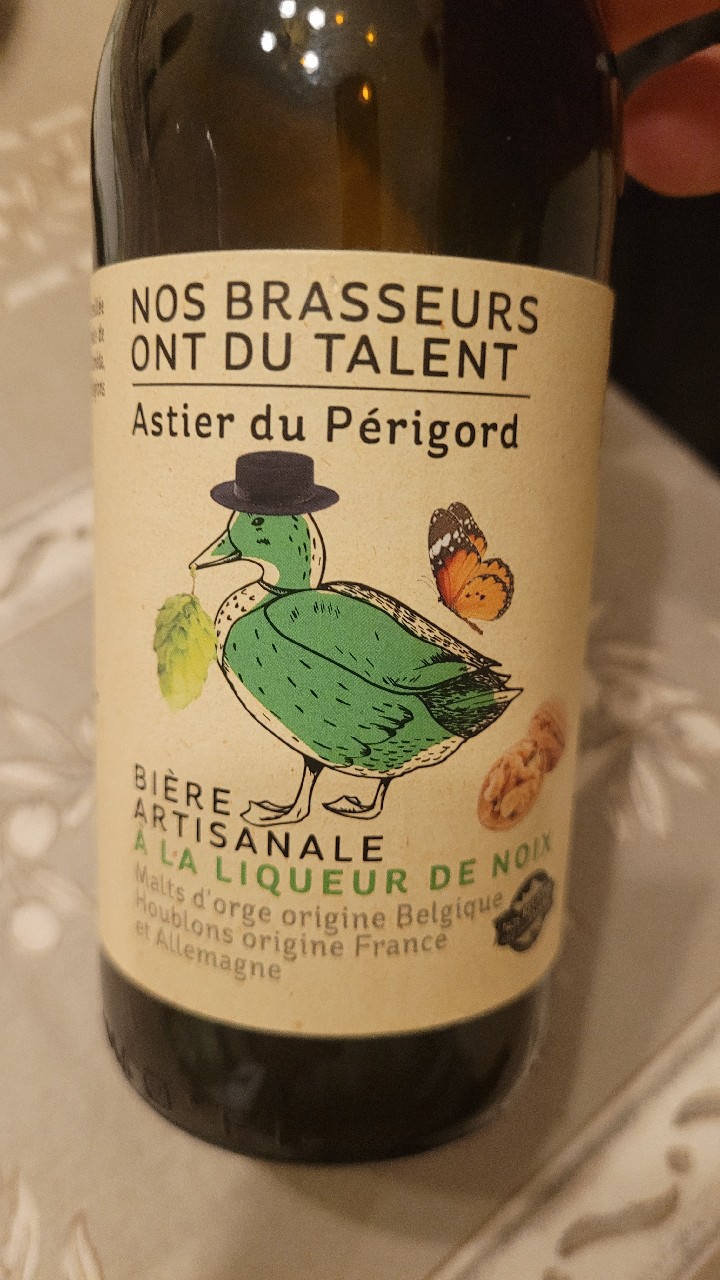 NOS BRASSEURS
ONT DU TALENT
Astier du Périgord
BIÈRE
ARTISANALE
À LA LIQUEUR DE NOIX
Malts d'orge origine Belgique
Houblons origine France
et Allemagne